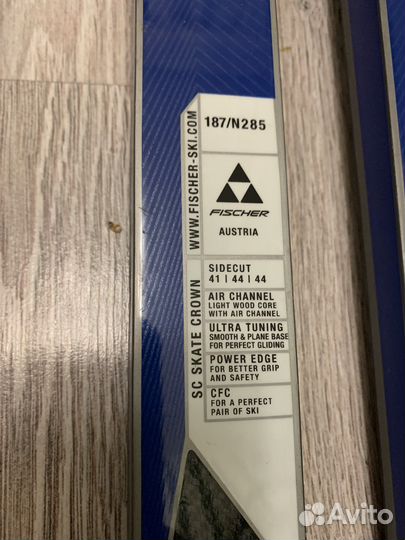 187/N285
WWW.FISCHER-SKI.COM
FISCHER
AUSTRIA
SC SKATE CROWN
SIDECUT
41 | 44 | 44
AIR CHANNEL
LIGHT WOOD CORE
WITH AIR CHANNEL
ULTRA TUNING
SMOOTH & PLANE BASE
FOR PERFECT GLIDING
POWER EDGE
FOR BETTER GRIP
AND SAFETY
CFC
FOR A PERFECT
PAIR OF SKI
Avito